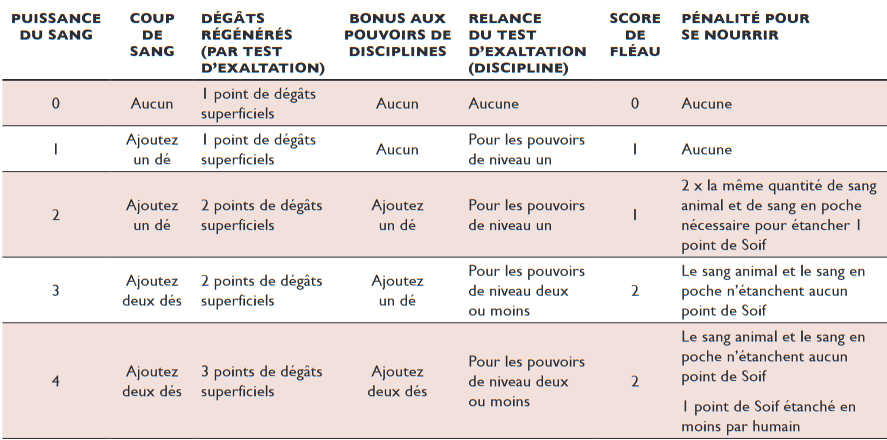 PUISSANCE DU SANG | COUP DE SANG | DÉGÂTS RÉGÉNÉRÉS (PAR TEST D’EXALTATION) | BONUS AUX POUVOIRS DE DISCIPLINES | RELANCE DU TEST D’EXALTATION (DISCIPLINE) | SCORE DE FLÉAU | PÉNALITÉ POUR SE NOURRIR
0 | Aucun | 1 point de dégâts superficiels | Aucun | Aucune | 0 | Aucune
1 | Ajoutez un dé | 1 point de dégâts superficiels | Aucun | Pour les pouvoirs de niveau un | 1 | Aucune
2 | Ajoutez un dé | 2 points de dégâts superficiels | Ajoutez un dé | Pour les pouvoirs de niveau un | 1 | 2 x la même quantité de sang animal et de sang en poche nécessaire pour étancher 1 point de Soif
3 | Ajoutez deux dés | 2 points de dégâts superficiels | Ajoutez un dé | Pour les pouvoirs de niveau deux ou moins | 2 | Le sang animal et le sang en poche n’étanchent aucun point de Soif
4 | Ajoutez deux dés | 3 points de dégâts superficiels | Ajoutez deux dés | Pour les pouvoirs de niveau deux ou moins | 2 | Le sang animal et le sang en poche n’étanchent aucun point de Soif
1 point de Soif étanché en moins par humain